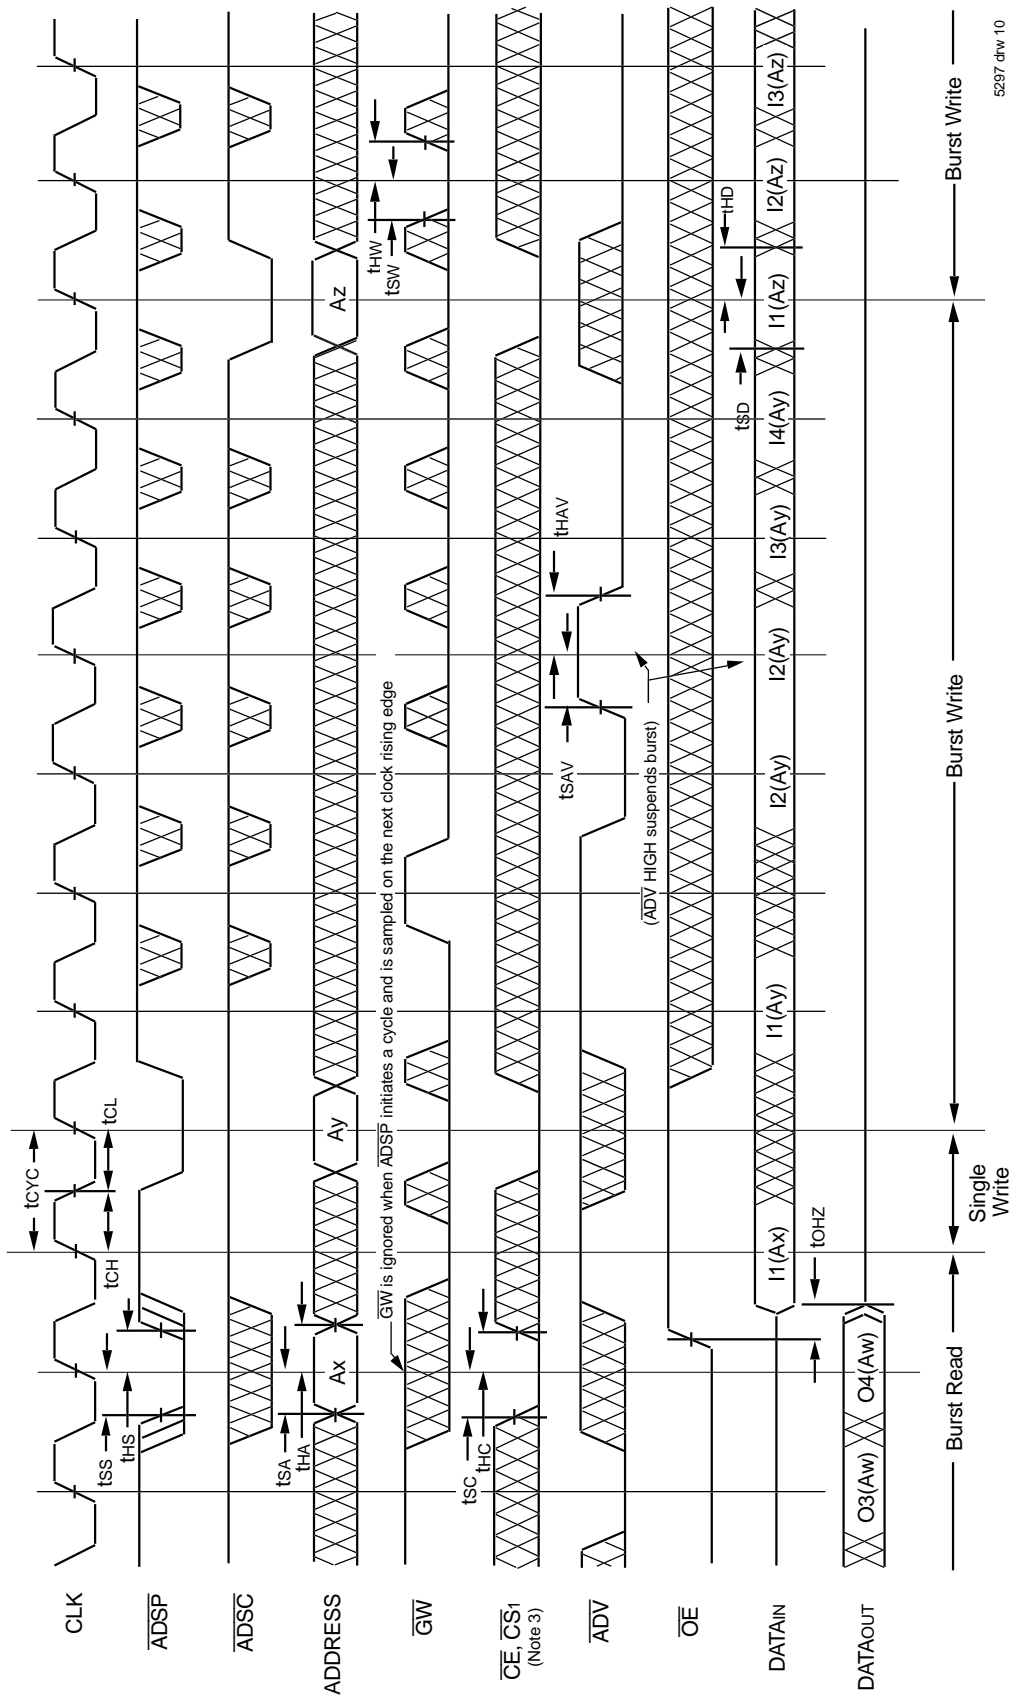 CLK
ADSP
ADSC
ADDRESS
GW
CE, CS1
(Note 3)
ADV
OE
DATAIN
DATAOUT
tCYC
tCH
tCL
tSS
tHS
tSA
tHA
Ax
Ay
Az
GW is ignored when ADSP initiates a cycle and is sampled on the next clock rising edge
tHW
tSW
tSC
tHC
tSAV
tHAV
(ADV HIGH suspends burst)
tSD
tHD
I1(Ax)
I1(Ay)
I2(Ay)
I2(Ay)
I3(Ay)
I4(Ay)
I1(Az)
I2(Az)
I3(Az)
tOHZ
O3(Aw)
O4(Aw)
Burst Read
Single
Write
Burst Write
Burst Write
5297 drw 10